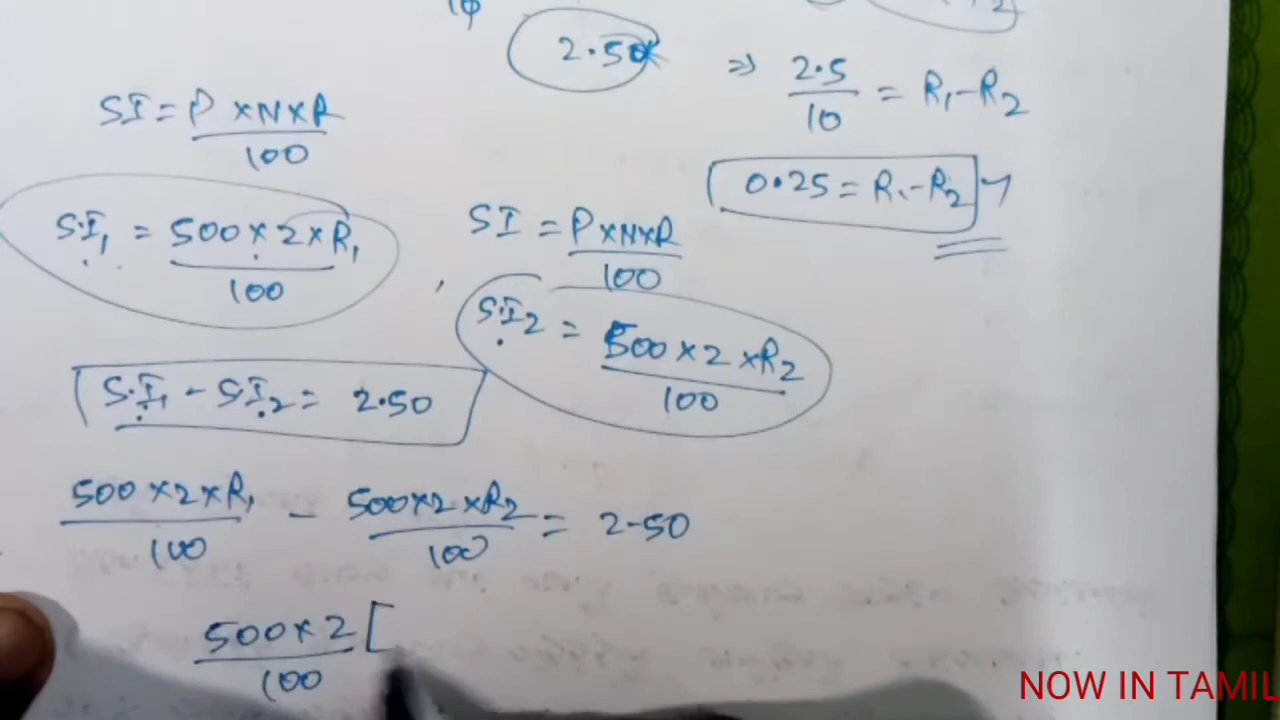 2.50
⇒ 2.5/10 = R₁-R₂
0.25 = R₁-R₂
SI = P×N×R/100
S.I₁ = 500×2×R₁/100
SI = P×N×R/100
S.I₂ = 500×2×R₂/100
S.I₁ - S.I₂ = 2.50
500×2×R₁/100 - 500×2×R₂/100 = 2-50
500×2/100 [
NOW IN TAMIL